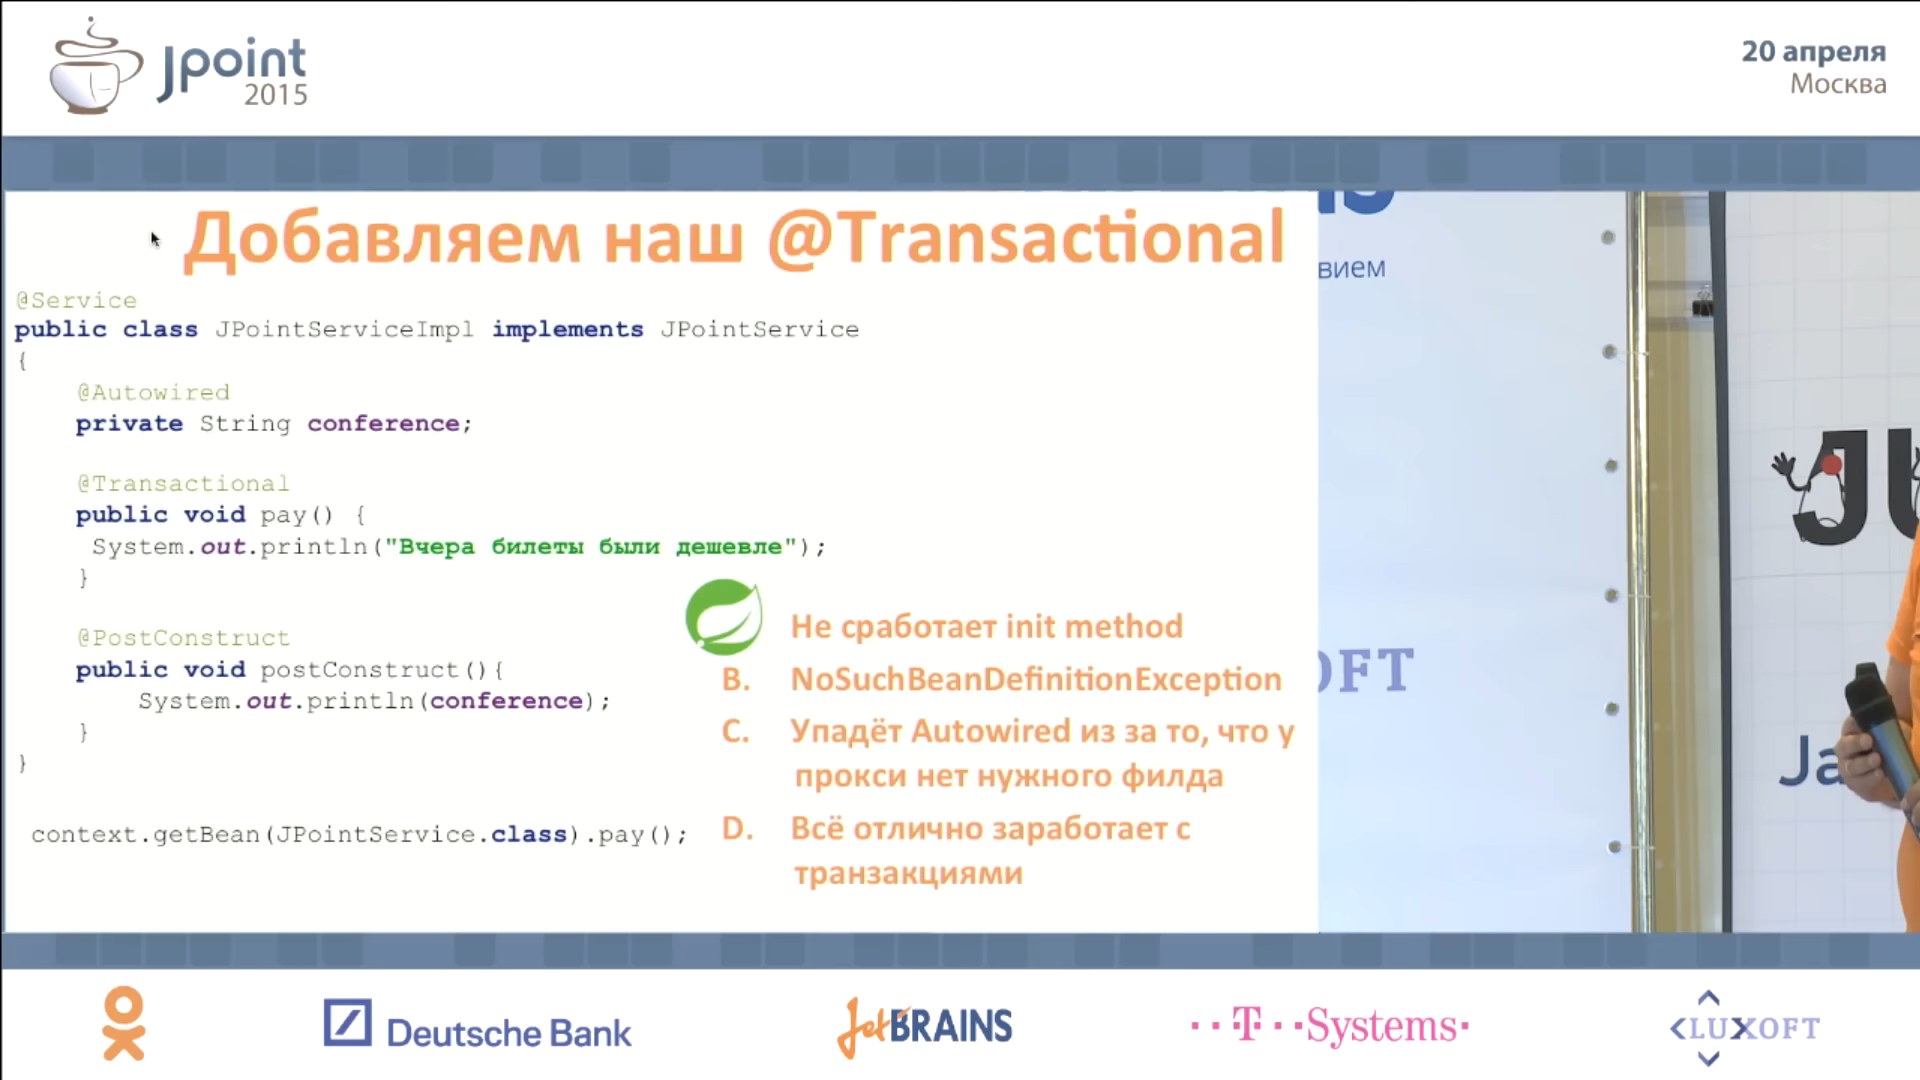 Jpoint
2015
20 апреля
Москва
Добавляем наш @Transactional
@Service
public class JPointServiceImpl implements JPointService
{
@Autowired
private String conference;
@Transactional
public void pay() {
System.out.println("Вчера билеты были дешевле");
}
@PostConstruct
public void postConstruct(){
System.out.println(conference);
}
}
context.getBean(JPointService.class).pay();
Не сработает init method
B. NoSuchBeanDefinitionException
C. Упадёт Autowired из за то, что у
прокси нет нужного филда
D. Всё отлично заработает с
транзакциями
вием
OFT
JU
Ja
Deutsche Bank
JetBRAINS
··T··Systems·
LUXOFT